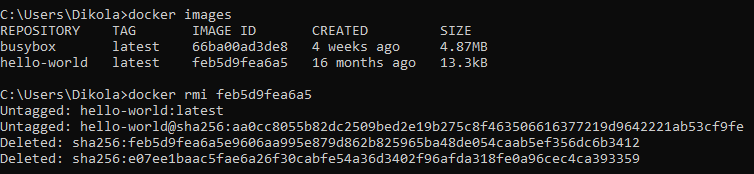 C:\Users\Dikola>docker images
REPOSITORY    TAG       IMAGE ID       CREATED         SIZE
busybox       latest    66ba00ad3de8   4 weeks ago     4.87MB
hello-world   latest    feb5d9fea6a5   16 months ago   13.3kB
C:\Users\Dikola>docker rmi feb5d9fea6a5
Untagged: hello-world:latest
Untagged: hello-world@sha256:aa0cc8055b82dc2509bed2e19b275c8f463506616377219d9642221ab53cf9fe
Deleted: sha256:feb5d9fea6a5e9606aa995e879d862b825965ba48de054caab5ef356dc6b3412
Deleted: sha256:e07ee1baac5fae6a26f30cabfe54a36d3402f96afda318fe0a96cec4ca393359